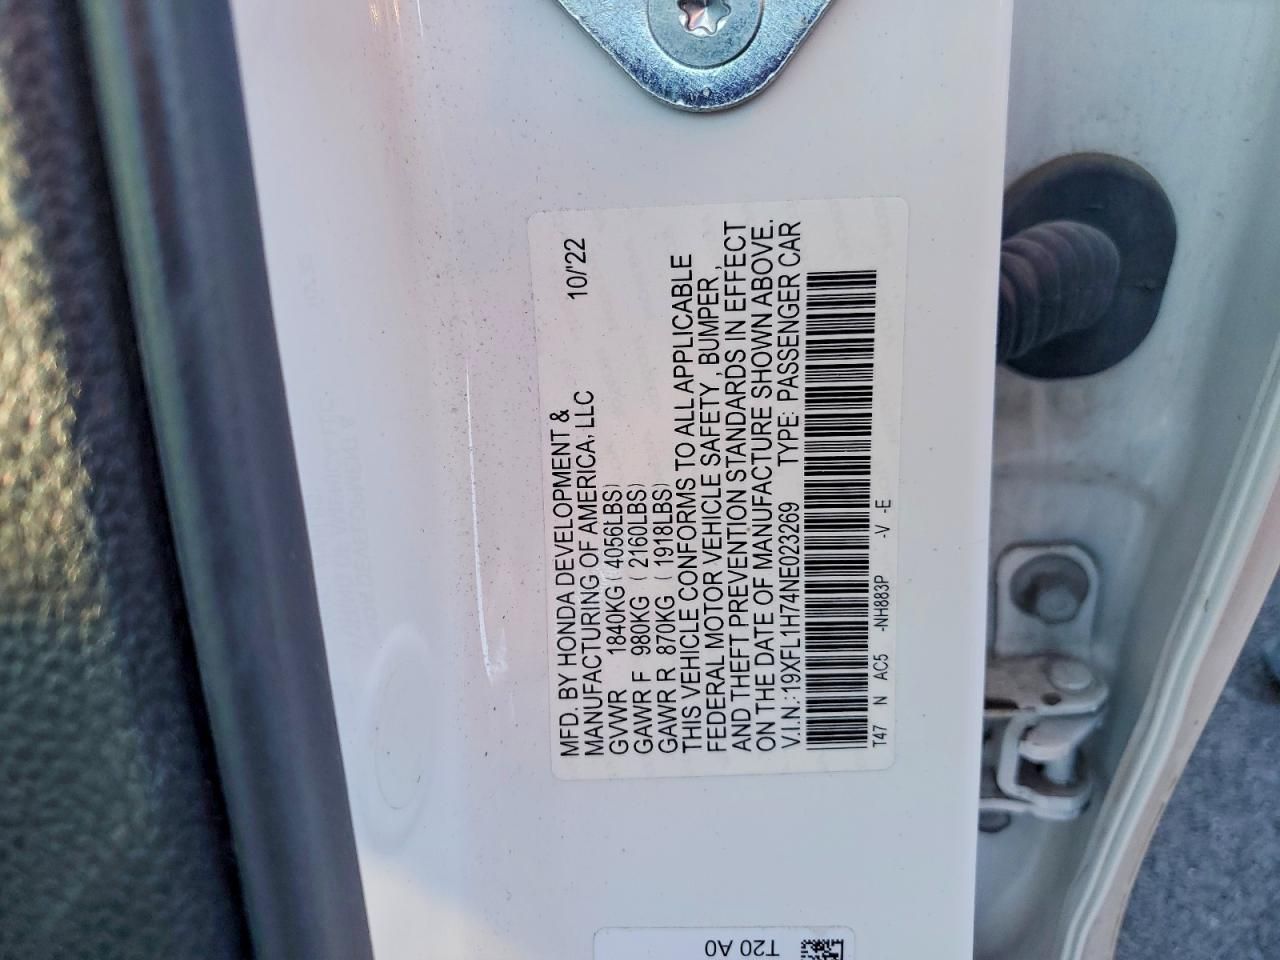 MFD. BY HONDA DEVELOPMENT &
MANUFACTURING OF AMERICA, LLC 10/'22
GVWR 1840KG (4056LBS)
GAWR F 980KG (2160LBS)
GAWR R 870KG (1918LBS)
THIS VEHICLE CONFORMS TO ALL APPLICABLE
FEDERAL MOTOR VEHICLE SAFETY, BUMPER,
AND THEFT PREVENTION STANDARDS IN EFFECT
ON THE DATE OF MANUFACTURE SHOWN ABOVE.
V.I.N.: 19XFL1H74NE023269 TYPE: PASSENGER CAR
T47 N AC5 -NH883P -V -E
T20 A0